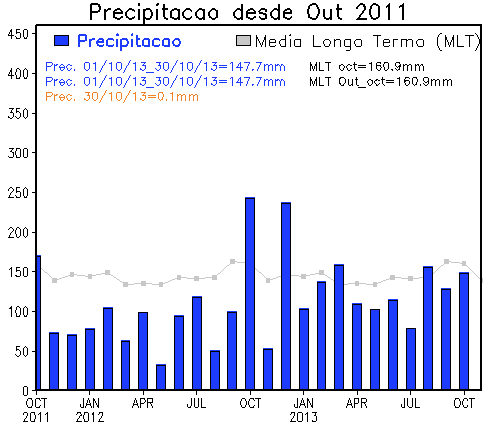 Precipitacao desde Out 2011
Precipitacao
Media Longo Termo (MLT)
Prec. 01/10/13_30/10/13=147.7mm MLT oct=160.9mm
Prec. 01/10/13_30/10/13=147.7mm MLT Out_oct=160.9mm
Prec. 30/10/13=0.1mm
450
400
350
300
250
200
150
100
50
0
OCT JAN APR JUL OCT JAN APR JUL OCT
2011 2012 2013